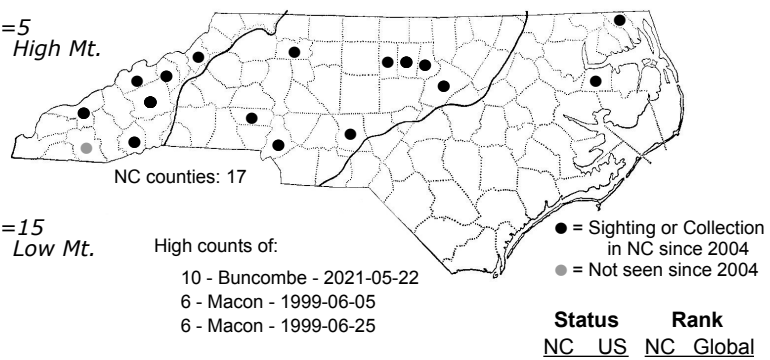 =5
High Mt.
NC counties: 17
=15
Low Mt.
High counts of:
10 - Buncombe - 2021-05-22
6 - Macon - 1999-06-05
6 - Macon - 1999-06-25
● = Sighting or Collection
in NC since 2004
● = Not seen since 2004
Status Rank
NC US NC Global